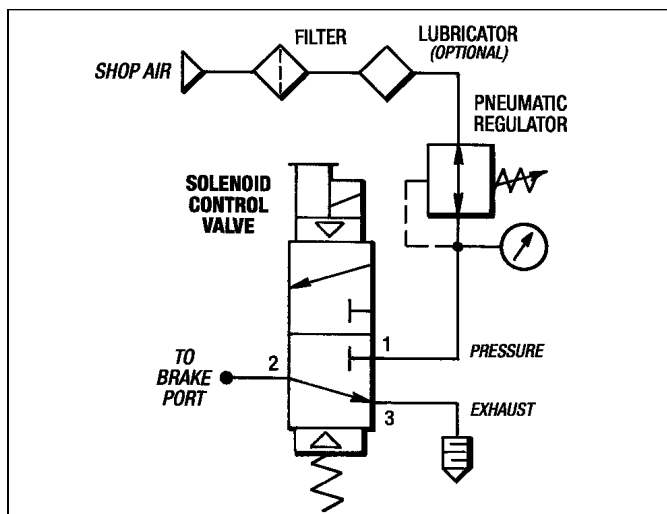 FILTER
LUBRICATOR
(OPTIONAL)
SHOP AIR
PNEUMATIC
REGULATOR
SOLENOID
CONTROL
VALVE
1
PRESSURE
TO
BRAKE
PORT
2
3
EXHAUST